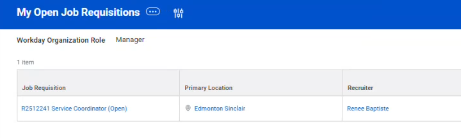 My Open Job Requisitions
Workday Organization Role Manager
1 item
Job Requisition Primary Location Recruiter
R2512241 Service Coordinator (Open) Edmonton Sinclair Renee Baptiste